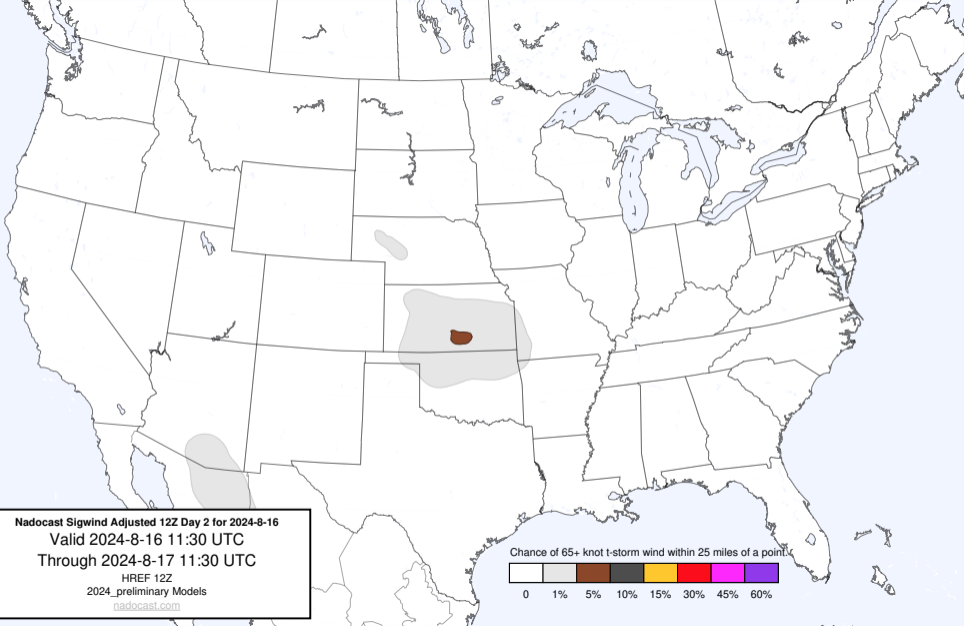 Nadocast Sigwind Adjusted 12Z Day 2 for 2024-8-16
Valid 2024-8-16 11:30 UTC
Through 2024-8-17 11:30 UTC
HREF 12Z
2024_preliminary Models
nadocast.com
Chance of 65+ knot t-storm wind within 25 miles of a point.
0 1% 5% 10% 15% 30% 45% 60%